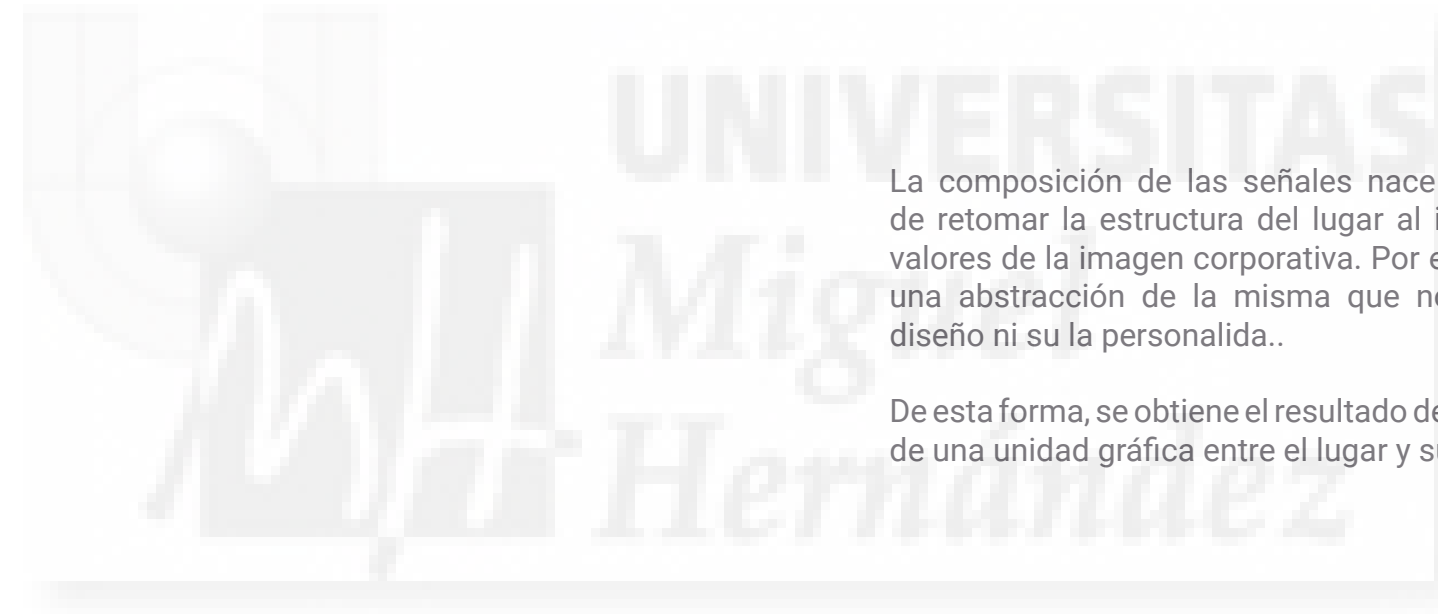 UNIVERSITAS
Miguel
Hernández
La composición de las señales nace
de retomar la estructura del lugar al
valores de la imagen corporativa. Por
una abstracción de la misma que
diseño ni su la personalida..
De esta forma, se obtiene el resultado
de una unidad gráfica entre el lugar y